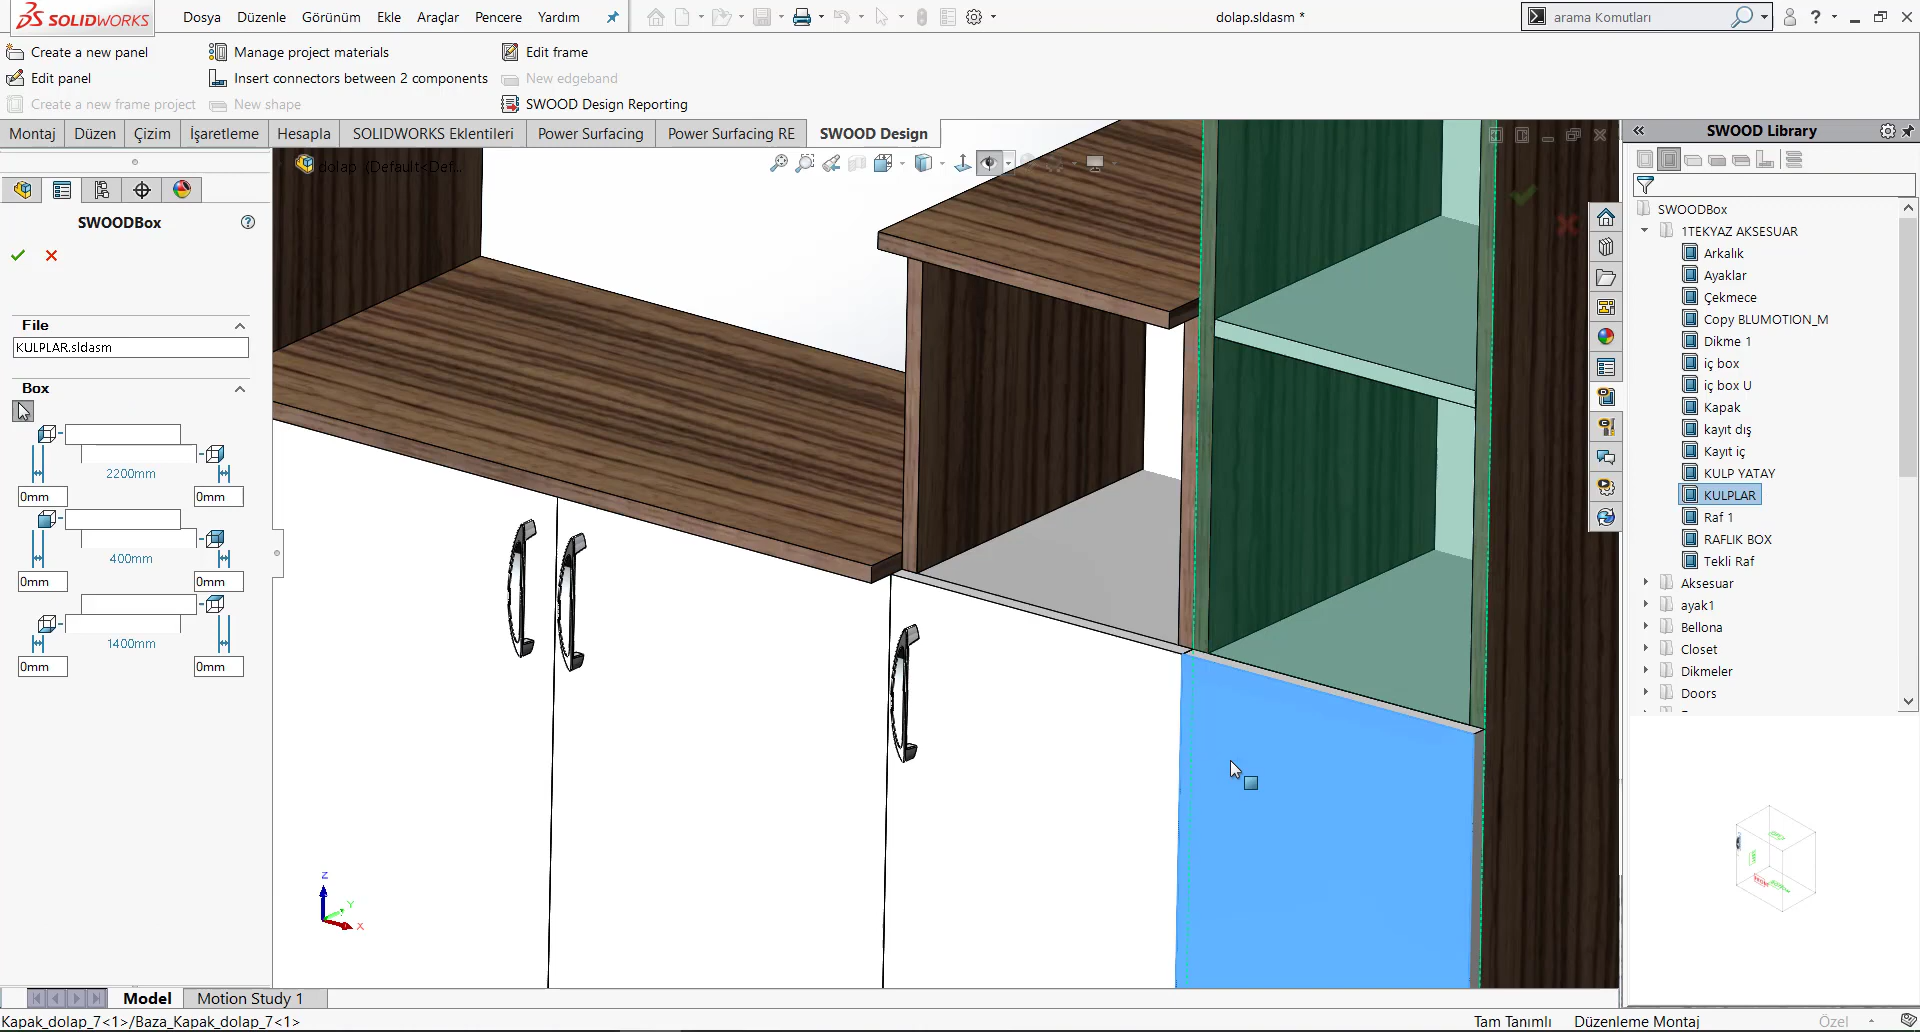 SOLIDWORKS
Dosya Düzenle Görünüm Ekle Araçlar Pencere Yardım
dolap.sldasm *
arama Komutları
Create a new panel
Manage project materials
Edit frame
Edit panel
Insert connectors between 2 components
New edgeband
Create a new frame project
New shape
SWOOD Design Reporting
Montaj Düzen Çizim İşaretleme Hesapla SOLIDWORKS Eklentileri Power Surfacing Power Surfacing RE SWOOD Design
SWOOD Library
dolap (Default<Def...
SWOODBox
File
KULPLAR.sldasm
Box
2200mm
0mm 0mm
400mm
0mm 0mm
1400mm
0mm 0mm
Z
Y
X
SWOODBox
1TEKYAZ AKSESUAR
Arkalık
Ayaklar
Çekmece
Copy BLUMOTION_M
Dikme 1
iç box
iç box U
Kapak
kayıt dış
Kayıt iç
KULP YATAY
KULPLAR
Raf 1
RAFLIK BOX
Tekli Raf
Aksesuar
ayak1
Bellona
Closet
Dikmeler
Doors
Model Motion Study 1
Kapak_dolap_7<1>/Baza_Kapak_dolap_7<1>
Tam Tanımlı Düzenleme Montaj Özel